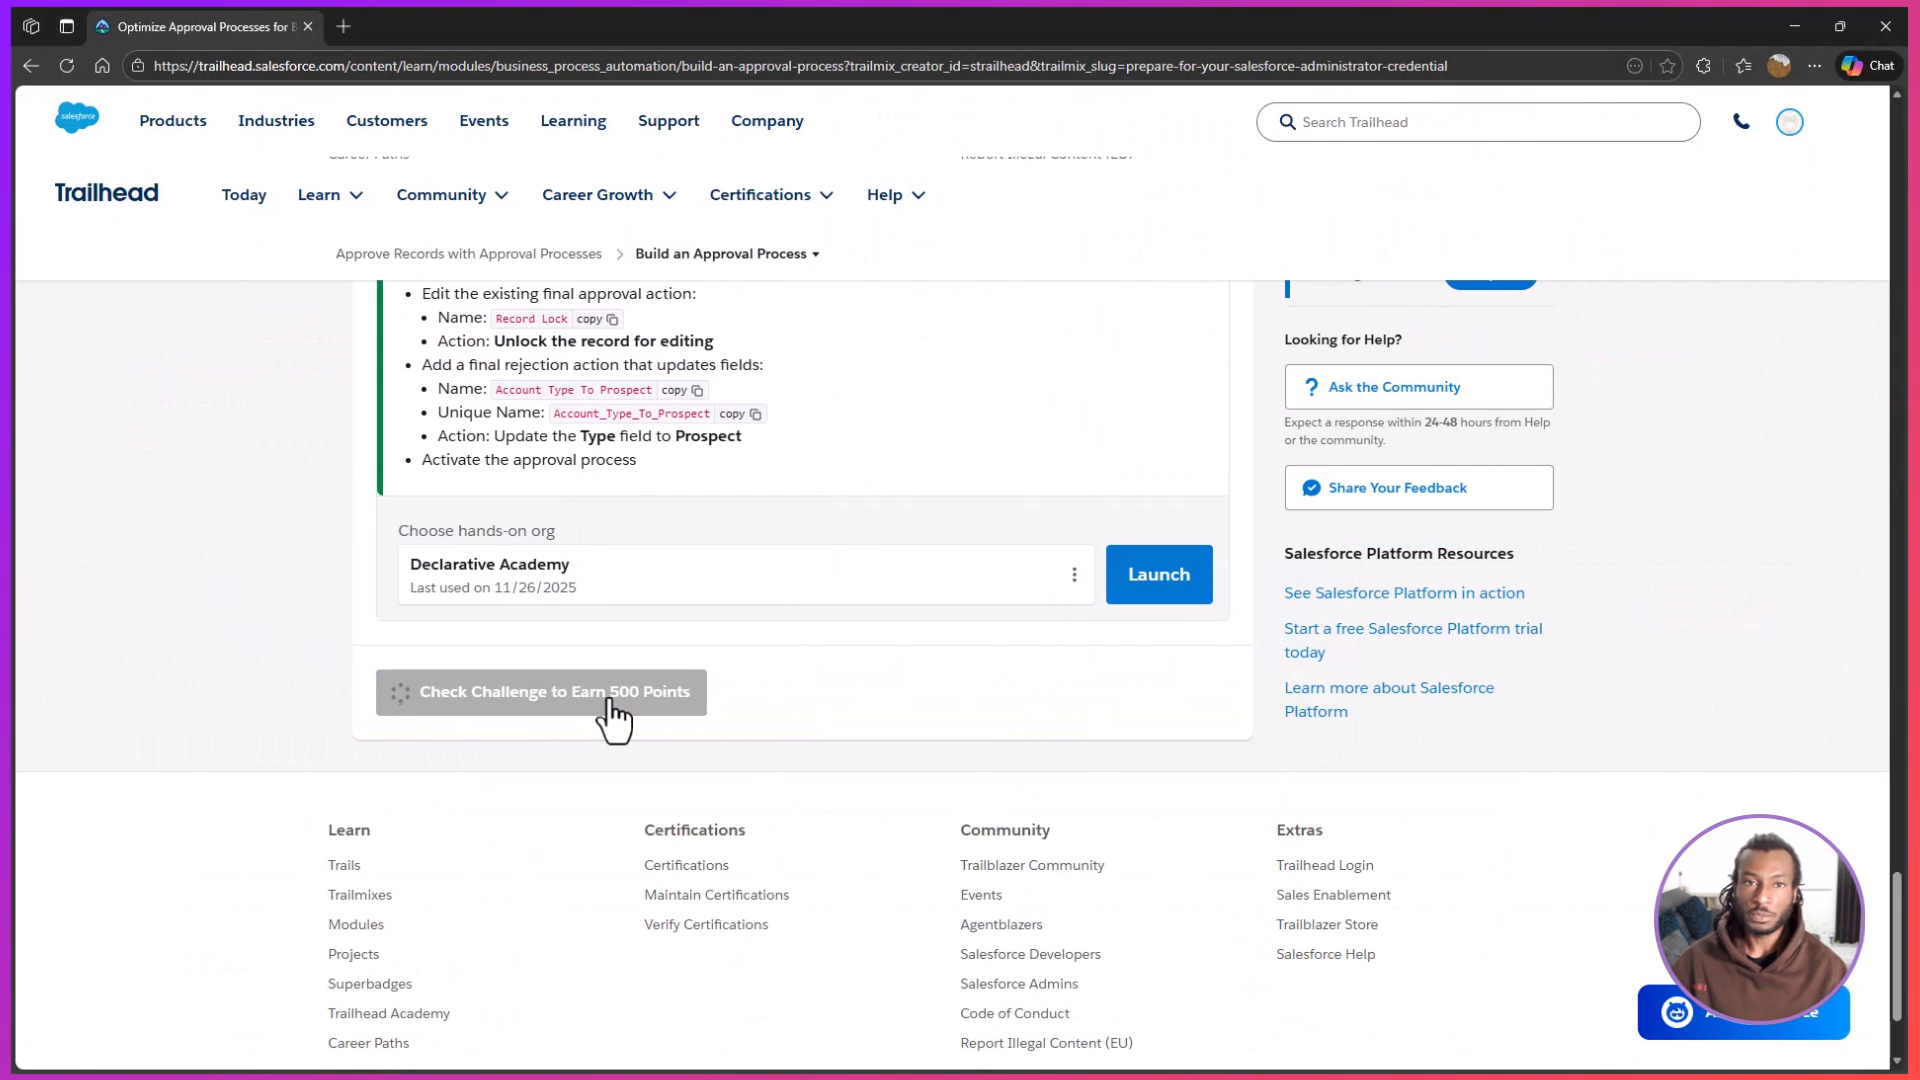 Optimize Approval Processes for B
https://trailhead.salesforce.com/content/learn/modules/business_process_automation/build-an-approval-process?trailmix_creator_id=strailhead&trailmix_slug=prepare-for-your-salesforce-administrator-credential
Chat
salesforce
Products Industries Customers Events Learning Support Company
Search Trailhead
Career Paths
Report Illegal Content (EU)
Trailhead
Today Learn Community Career Growth Certifications Help
Approve Records with Approval Processes > Build an Approval Process
Edit the existing final approval action:
Name: Record Lock copy
Action: Unlock the record for editing
Add a final rejection action that updates fields:
Name: Account Type To Prospect copy
Unique Name: Account_Type_To_Prospect copy
Action: Update the Type field to Prospect
Activate the approval process
Choose hands-on org
Declarative Academy
Last used on 11/26/2025
Launch
Check Challenge to Earn 500 Points
Looking for Help?
Ask the Community
Expect a response within 24-48 hours from Help
or the community.
Share Your Feedback
Salesforce Platform Resources
See Salesforce Platform in action
Start a free Salesforce Platform trial
today
Learn more about Salesforce
Platform
Learn
Trails
Trailmixes
Modules
Projects
Superbadges
Trailhead Academy
Career Paths
Certifications
Certifications
Maintain Certifications
Verify Certifications
Community
Trailblazer Community
Events
Agentblazers
Salesforce Developers
Salesforce Admins
Code of Conduct
Report Illegal Content (EU)
Extras
Trailhead Login
Sales Enablement
Trailblazer Store
Salesforce Help